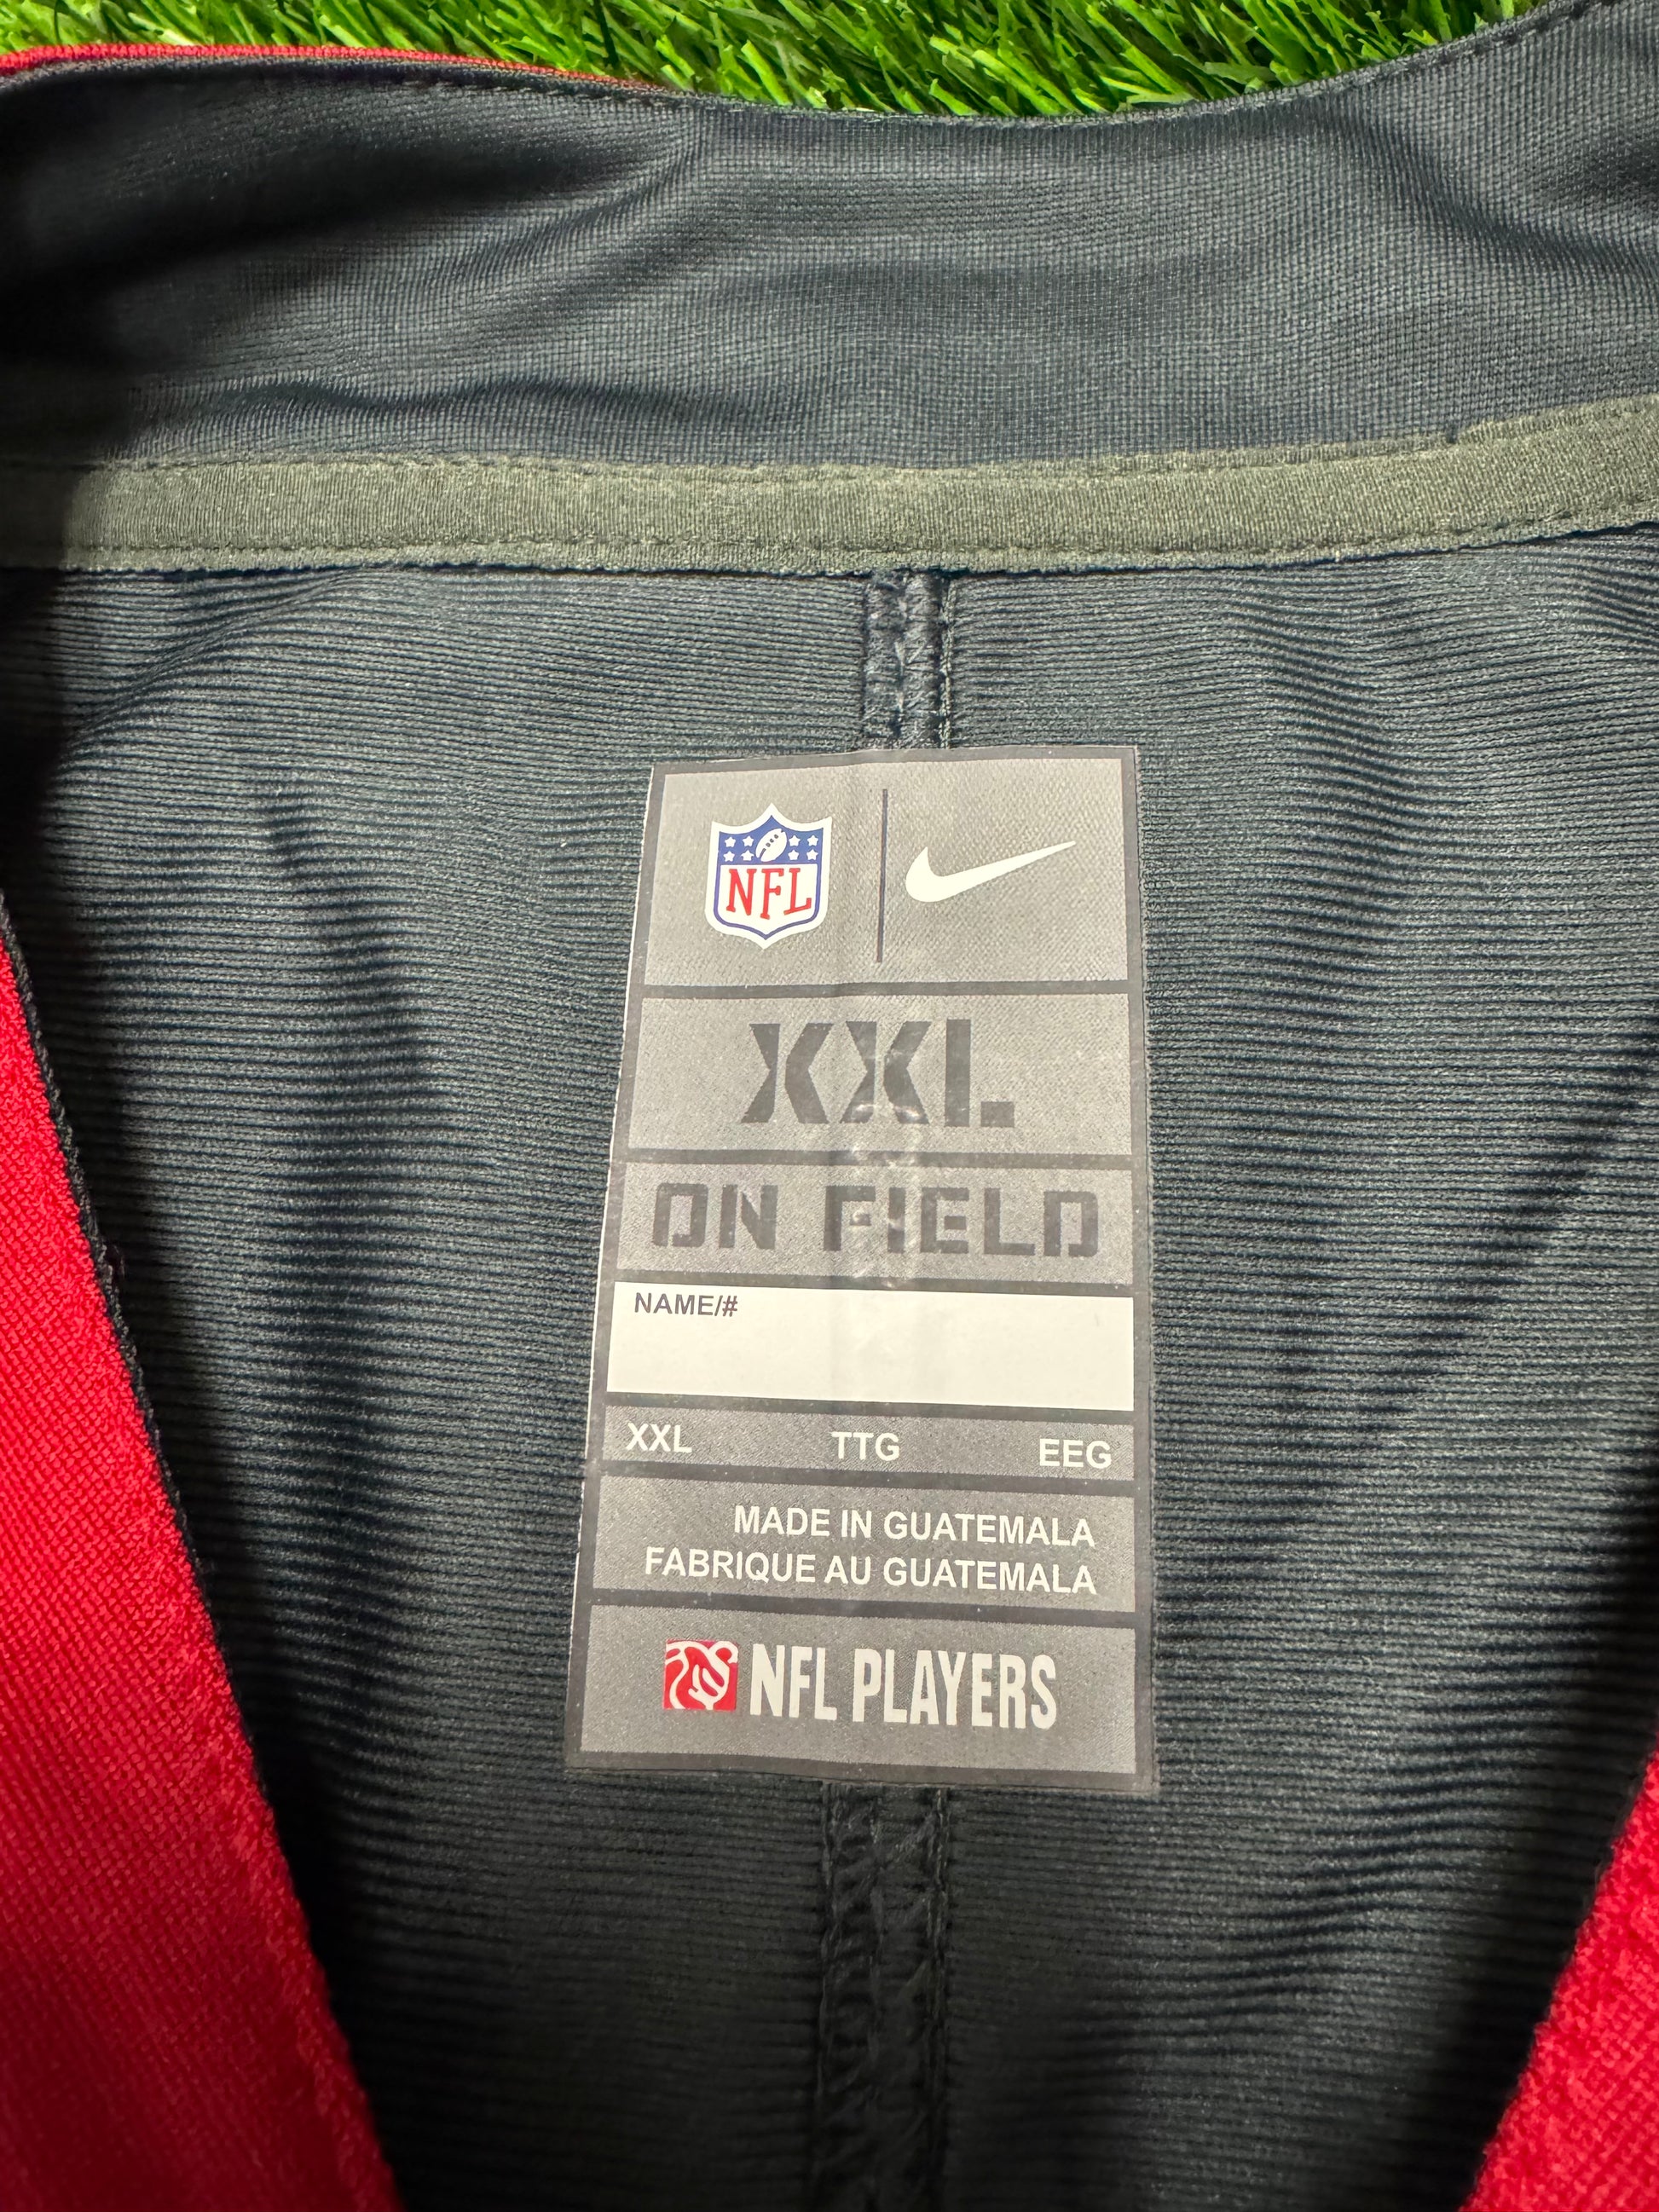 NFL
XXL
ON FIELD
NAME/#
XXL TTG EEG
MADE IN GUATEMALA
FABRIQUE AU GUATEMALA
NFL PLAYERS